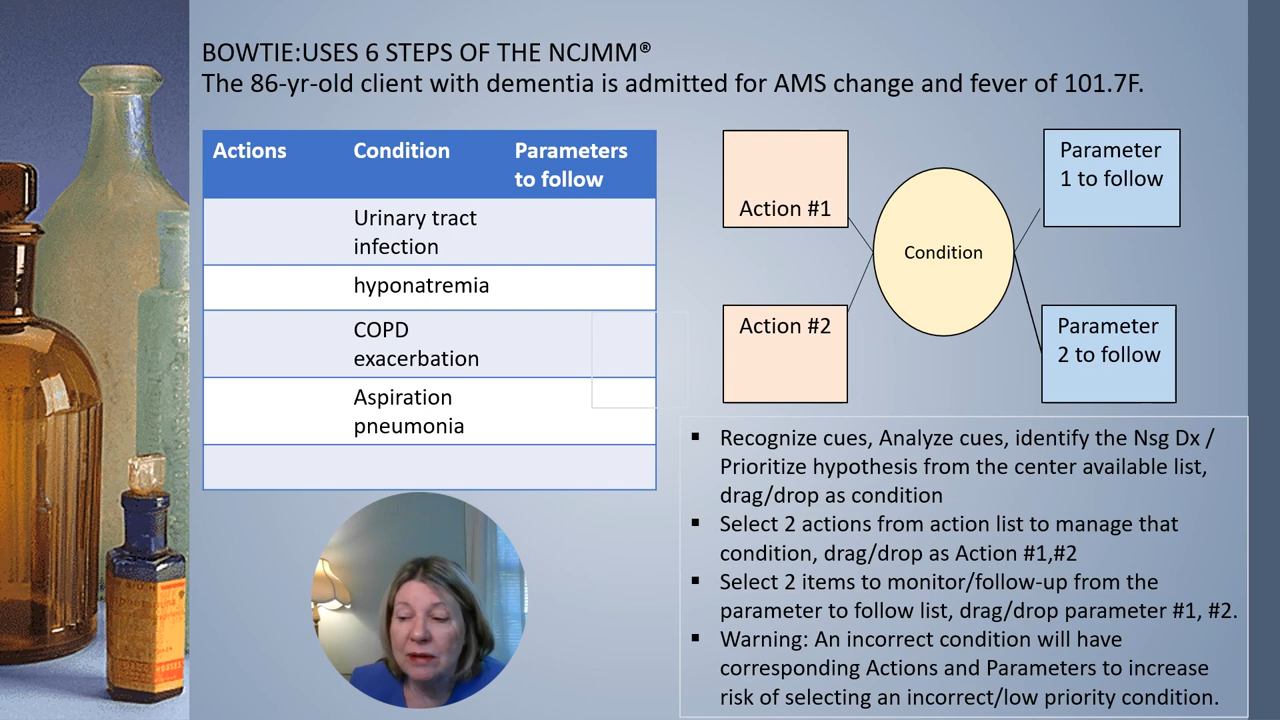 BOWTIE:USES 6 STEPS OF THE NCJMM®
The 86-yr-old client with dementia is admitted for AMS change and fever of 101.7F.
Actions
Condition
Parameters
to follow
Urinary tract
infection
hyponatremia
COPD
exacerbation
Aspiration
pneumonia
Action #1
Action #2
Condition
Parameter
1 to follow
Parameter
2 to follow
▪ Recognize cues, Analyze cues, identify the Nsg Dx /
Prioritize hypothesis from the center available list,
drag/drop as condition
▪ Select 2 actions from action list to manage that
condition, drag/drop as Action #1,#2
▪ Select 2 items to monitor/follow-up from the
parameter to follow list, drag/drop parameter #1, #2.
▪ Warning: An incorrect condition will have
corresponding Actions and Parameters to increase
risk of selecting an incorrect/low priority condition.